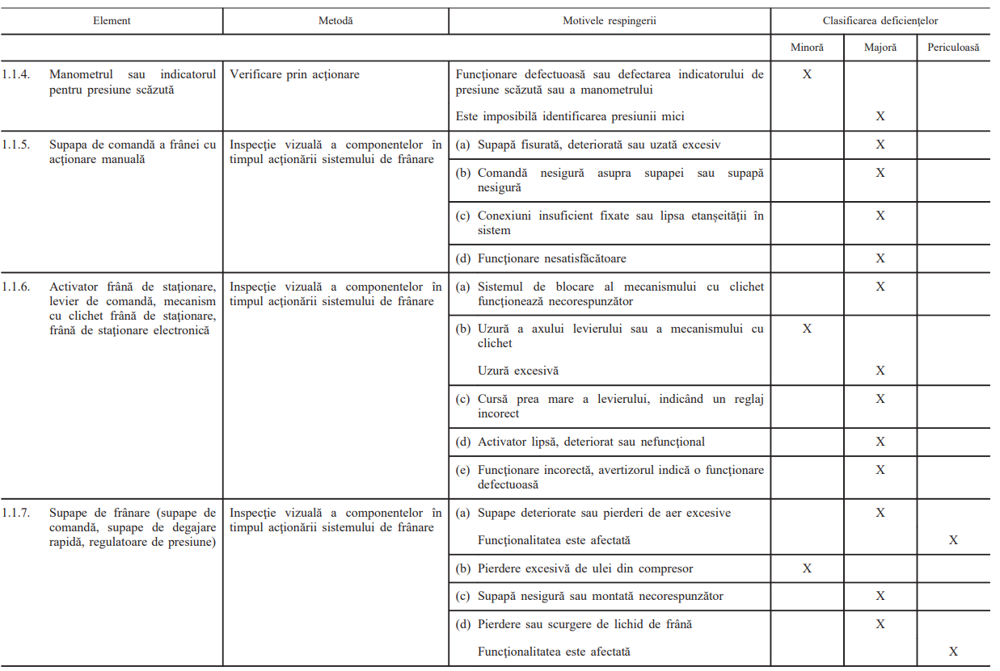 Element Metodă Motivele respingerii Clasificarea deficiențelor
Minoră Majoră Periculoasă
1.1.4. Manometrul sau indicatorul Verificare prin acționare Funcționare defectuoasă sau defectarea indicatorului de X
pentru presiune scăzută presiune scăzută sau a manometrului
Este imposibilă identificarea presiunii mici X
1.1.5. Supapa de comandă a frânei cu Inspecție vizuală a componentelor în (a) Supapă fisurată, deteriorată sau uzată excesiv X
acționare manuală timpul acționării sistemului de frânare
(b) Comandă nesigură asupra supapei sau supapă X
nesigură
(c) Conexiuni insuficient fixate sau lipsa etanșeității în X
sistem
(d) Funcționare nesatisfăcătoare X
1.1.6. Activator frână de staționare, Inspecție vizuală a componentelor în (a) Sistemul de blocare al mecanismului cu clichet X
levier de comandă, mecanism timpul acționării sistemului de frânare funcționează necorespunzător
cu clichet frână de staționare,
frână de staționare electronică
(b) Uzură a axului levierului sau a mecanismului cu X
clichet
Uzură excesivă X
(c) Cursă prea mare a levierului, indicând un reglaj X
incorect
(d) Activator lipsă, deteriorat sau nefuncțional X
(e) Funcționare incorectă, avertizorul indică o funcționare X
defectuoasă
1.1.7. Supape de frânare (supape de Inspecție vizuală a componentelor în (a) Supape deteriorate sau pierderi de aer excesive X
comandă, supape de degajare timpul acționării sistemului de frânare
rapidă, regulatoare de presiune) Funcționalitatea este afectată X
(b) Pierdere excesivă de ulei din compresor X
(c) Supapă nesigură sau montată necorespunzător X
(d) Pierdere sau scurgere de lichid de frână X
Funcționalitatea este afectată X